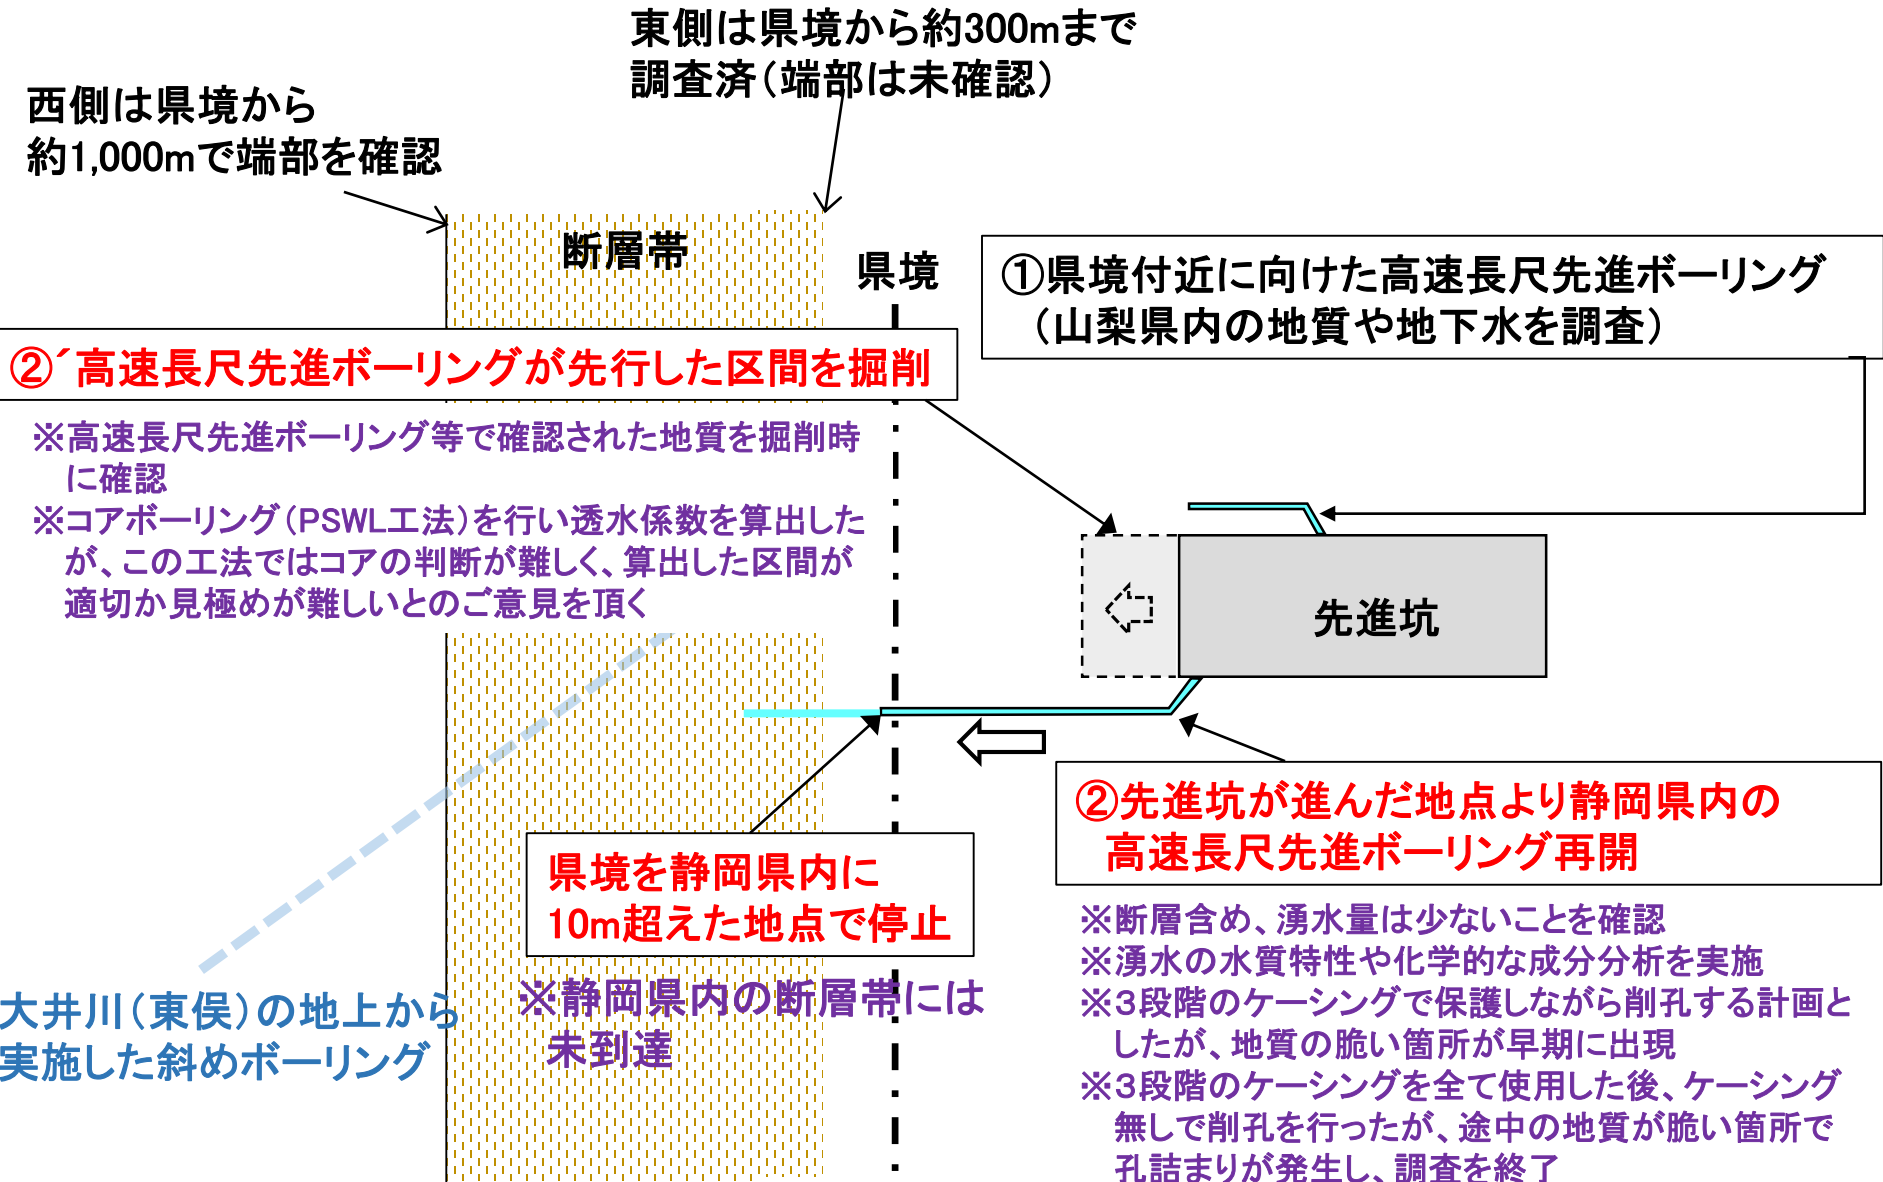 東側は県境から約300mまで
調査済（端部は未確認）
西側は県境から
約1,000mで端部を確認
断層帯
県境
①県境付近に向けた高速長尺先進ボーリング
（山梨県内の地質や地下水を調査）
②´高速長尺先進ボーリングが先行した区間を掘削
※高速長尺先進ボーリング等で確認された地質を掘削時
に確認
※コアボーリング（PSWL工法）を行い透水係数を算出した
が、この工法ではコアの判断が難しく、算出した区間が
適切か見極めが難しいとのご意見を頂く
先進坑
②先進坑が進んだ地点より静岡県内の
高速長尺先進ボーリング再開
県境を静岡県内に
10m超えた地点で停止
※静岡県内の断層帯には
未到達
大井川（東俣）の地上から
実施した斜めボーリング
※断層含め、湧水量は少ないことを確認
※湧水の水質特性や化学的な成分分析を実施
※３段階のケーシングで保護しながら削孔する計画と
したが、地質の脆い箇所が早期に出現
※３段階のケーシングを全て使用した後、ケーシング
無しで削孔を行ったが、途中の地質が脆い箇所で
孔詰まりが発生し、調査を終了